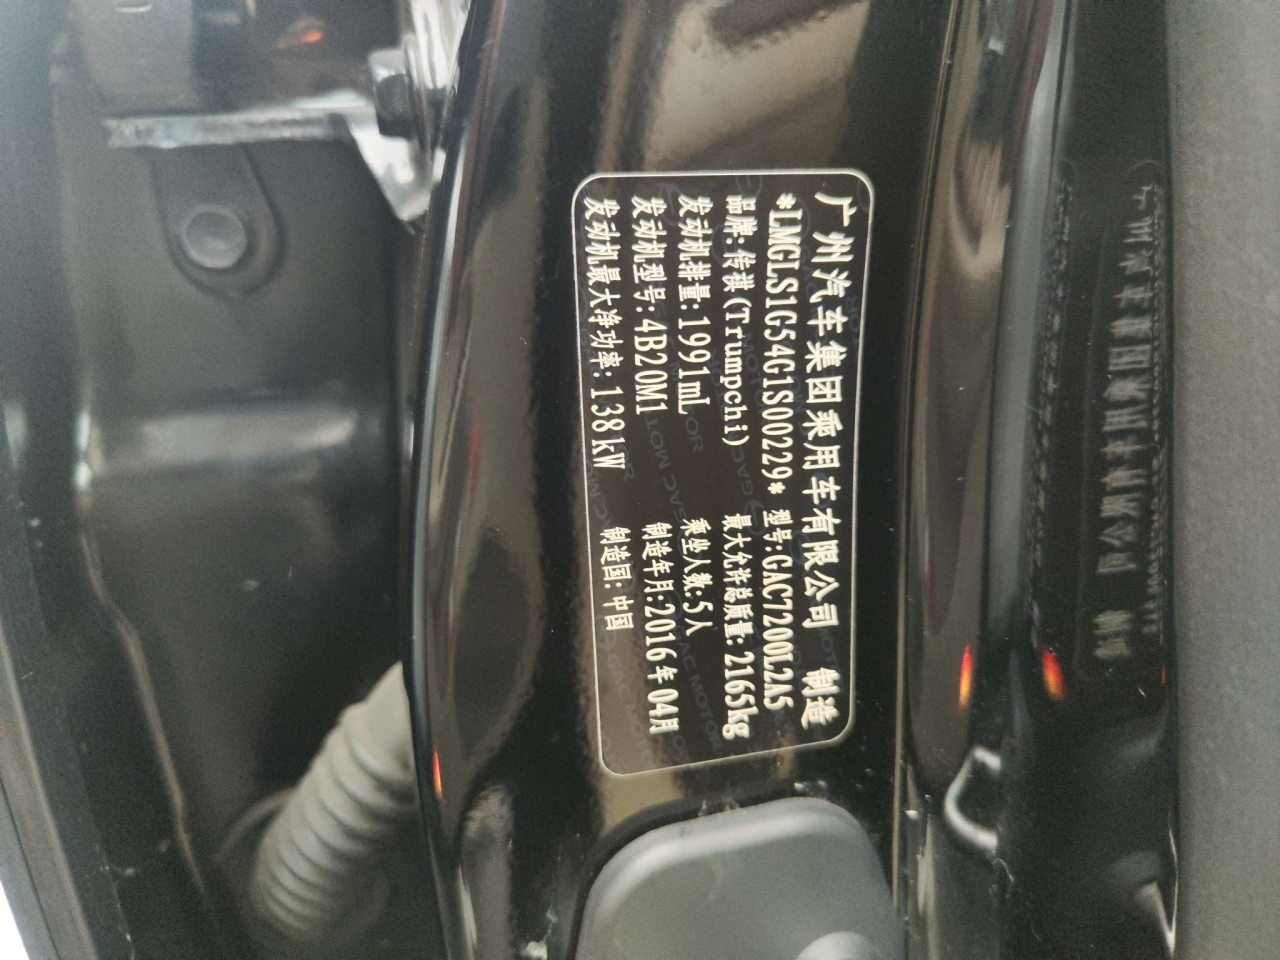 广州汽车集团乘用车有限公司 制造
*LMGLS1G54G1S00229* 型号:GAC7200L2A5
品牌:传祺(Trumpchi) 最大允许总质量:2165kg
发动机排量:1991mL 乘坐人数:5人
发动机型号:4B20M1 制造年月:2016年04月
发动机最大净功率:138kW 制造国:中国
GAC MOTOR